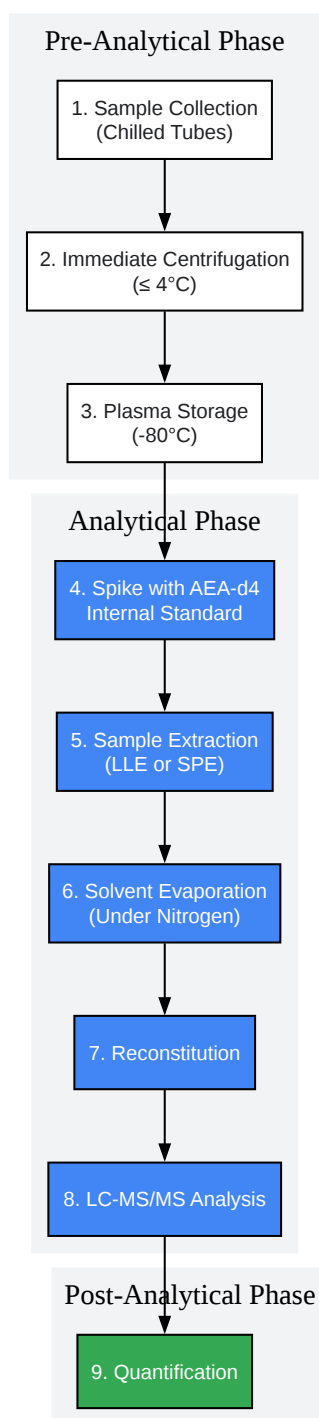 Pre-Analytical Phase
1. Sample Collection
(Chilled Tubes)
2. Immediate Centrifugation
(≤ 4°C)
3. Plasma Storage
(-80°C)
Analytical Phase
4. Spike with AEA-d4
Internal Standard
5. Sample Extraction
(LLE or SPE)
6. Solvent Evaporation
(Under Nitrogen)
7. Reconstitution
8. LC-MS/MS Analysis
Post-Analytical Phase
9. Quantification